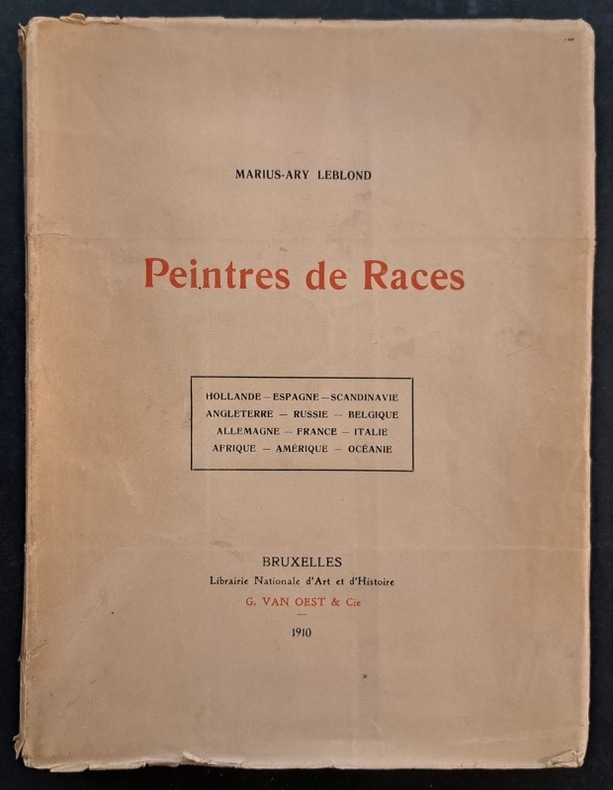 MARIUS-ARY LEBLOND
Peintres de Races
HOLLANDE — ESPAGNE — SCANDINAVIE
ANGLETERRE — RUSSIE — BELGIQUE
ALLEMAGNE — FRANCE — ITALIE
AFRIQUE — AMÉRIQUE — OCÉANIE
BRUXELLES
Librairie Nationale d'Art et d'Histoire
G. VAN OEST & Cie
1910